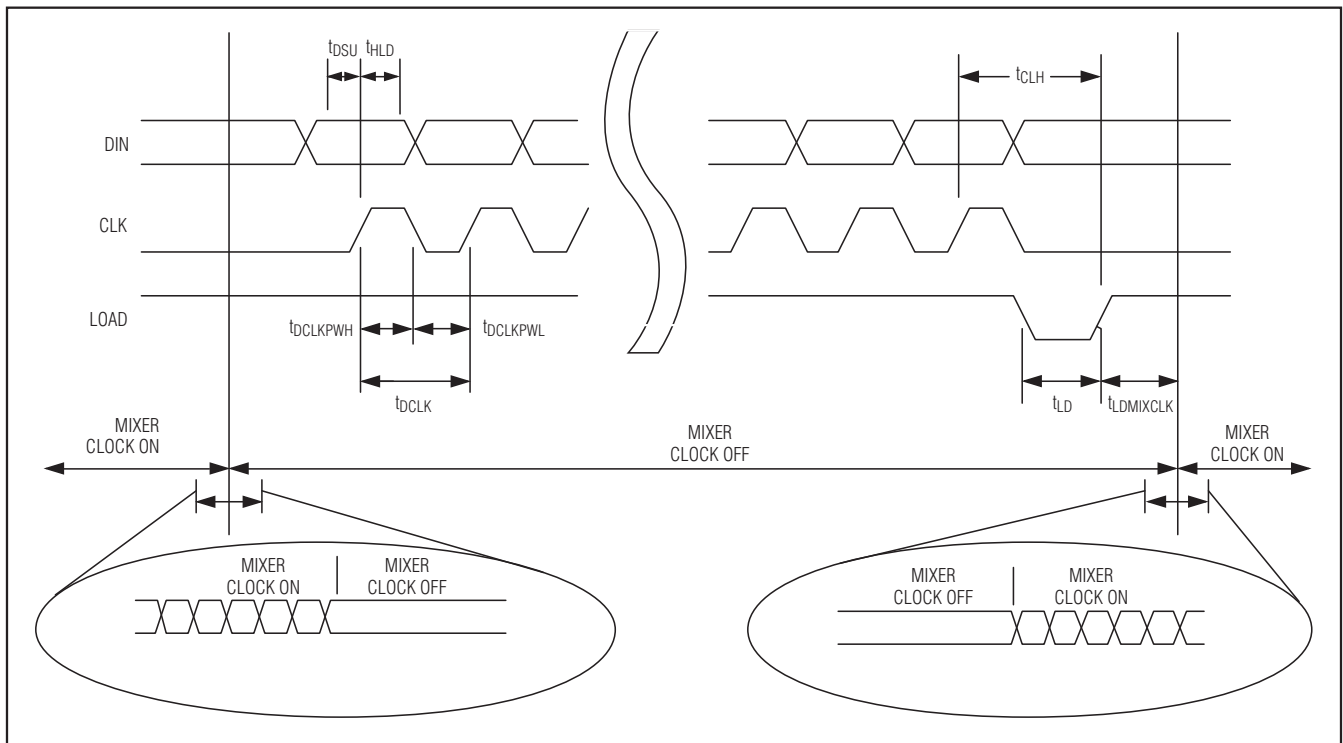 tDSU tHLD
tCLH
DIN
CLK
LOAD
tDCLKPWH
tDCLKPWL
tDCLK
tLD
tLDMIXCLK
MIXER
CLOCK ON
MIXER
CLOCK OFF
MIXER
CLOCK ON
MIXER
CLOCK ON
MIXER
CLOCK OFF
MIXER
CLOCK OFF
MIXER
CLOCK ON